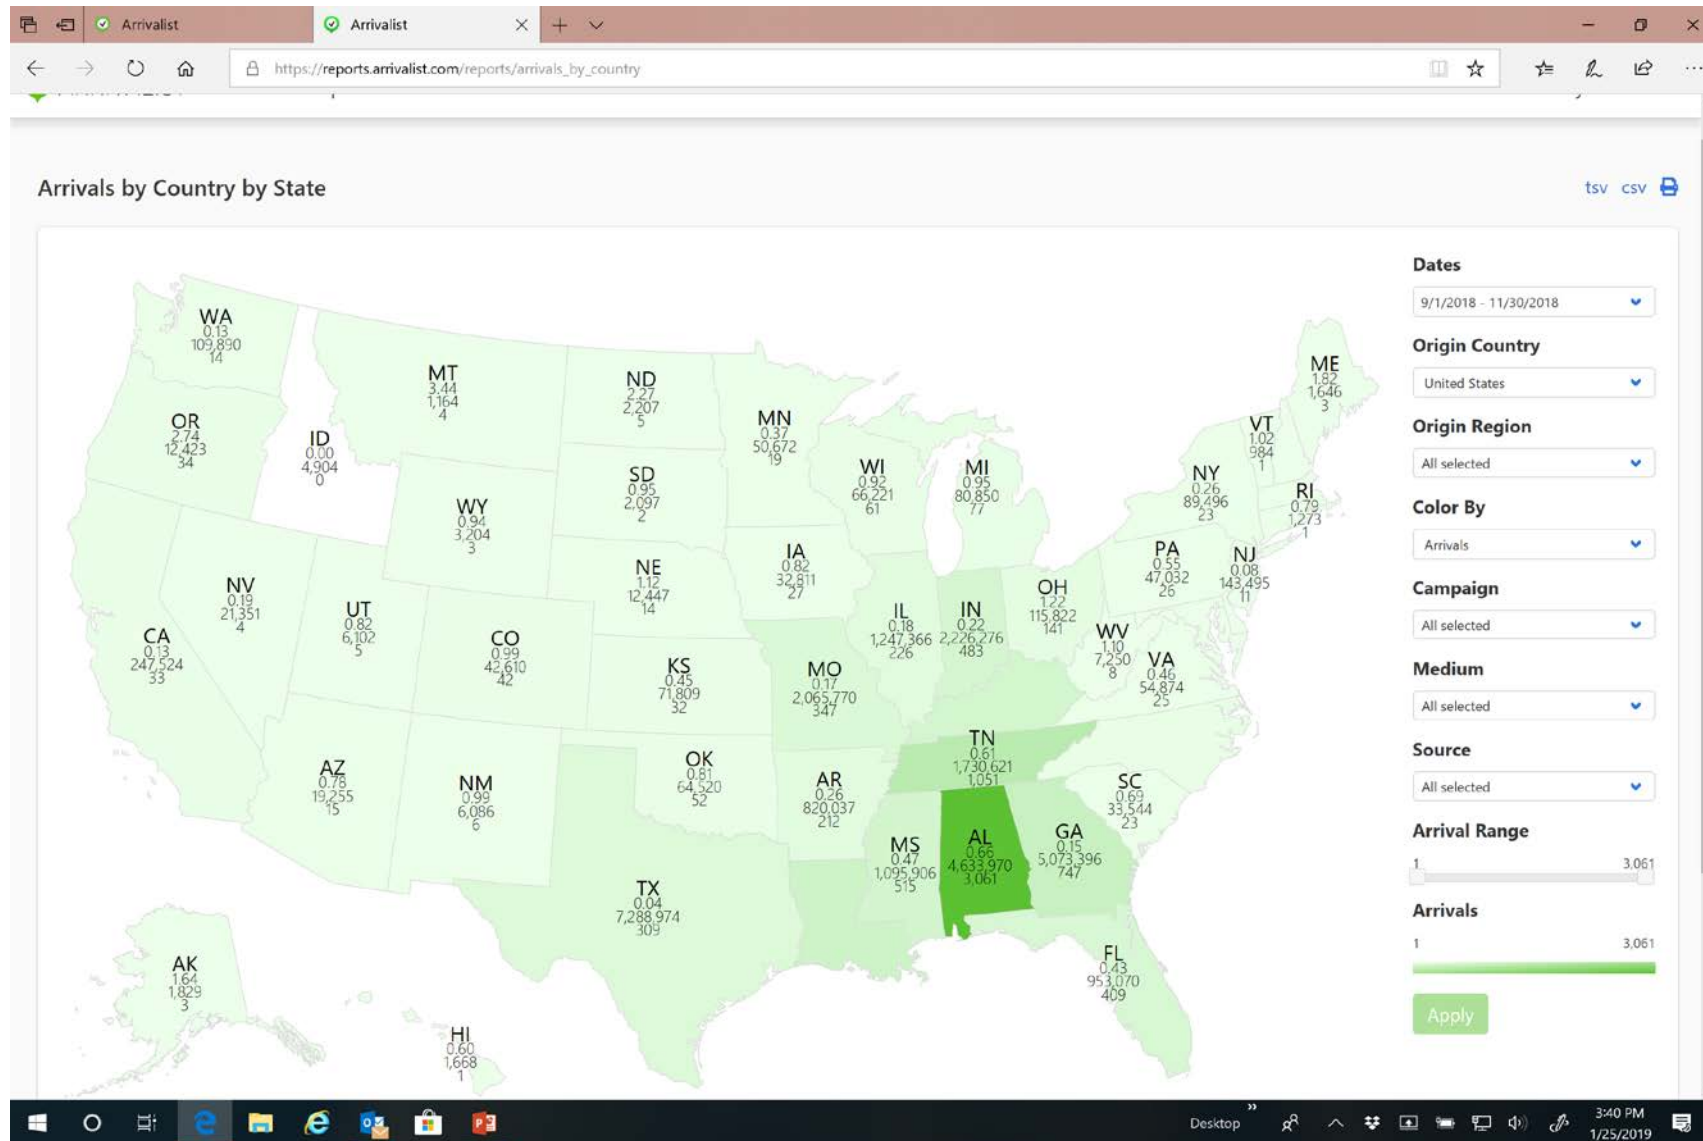 Arrivalist
Arrivalist
https://reports.arrivalist.com/reports/arrivals_by_country
Arrivals by Country by State
tsv csv
WA
0.13
109,890
14
OR
2.74
12,423
34
ID
0.00
4,904
0
MT
3.44
1,164
4
ND
2.27
2,207
5
MN
0.37
50,672
19
SD
0.95
2,097
2
WY
0.94
3,204
3
WI
0.92
66,221
61
MI
0.95
80,850
77
NY
0.26
89,496
23
VT
1.02
984
1
ME
1.82
1,646
3
RI
0.79
1,273
1
NV
0.19
21,351
4
UT
0.82
6,102
5
CA
0.13
247,524
33
CO
0.99
42,610
42
NE
1.12
12,447
14
IA
0.82
32,811
27
KS
0.45
71,809
32
MO
0.17
2,065,770
347
IL
0.18
1,247,366
226
IN
0.22
2,226,276
483
OH
1.22
115,822
141
PA
0.55
47,032
26
NJ
0.08
143,495
11
WV
1.10
7,250
8
VA
0.46
54,874
25
AZ
0.78
19,255
15
NM
0.99
6,086
6
OK
0.81
64,520
52
AR
0.26
820,037
212
TN
0.61
1,730,621
1,051
SC
0.69
33,544
23
MS
0.47
1,095,906
515
AL
0.66
4,633,970
3,061
GA
0.15
5,073,396
747
TX
0.04
7,288,974
309
FL
0.43
953,070
409
AK
1.64
1,829
3
HI
0.60
1,668
1
Dates
9/1/2018 - 11/30/2018
Origin Country
United States
Origin Region
All selected
Color By
Arrivals
Campaign
All selected
Medium
All selected
Source
All selected
Arrival Range
1 3,061
Arrivals
1 3,061
Apply
Desktop
3:40 PM
1/25/2019